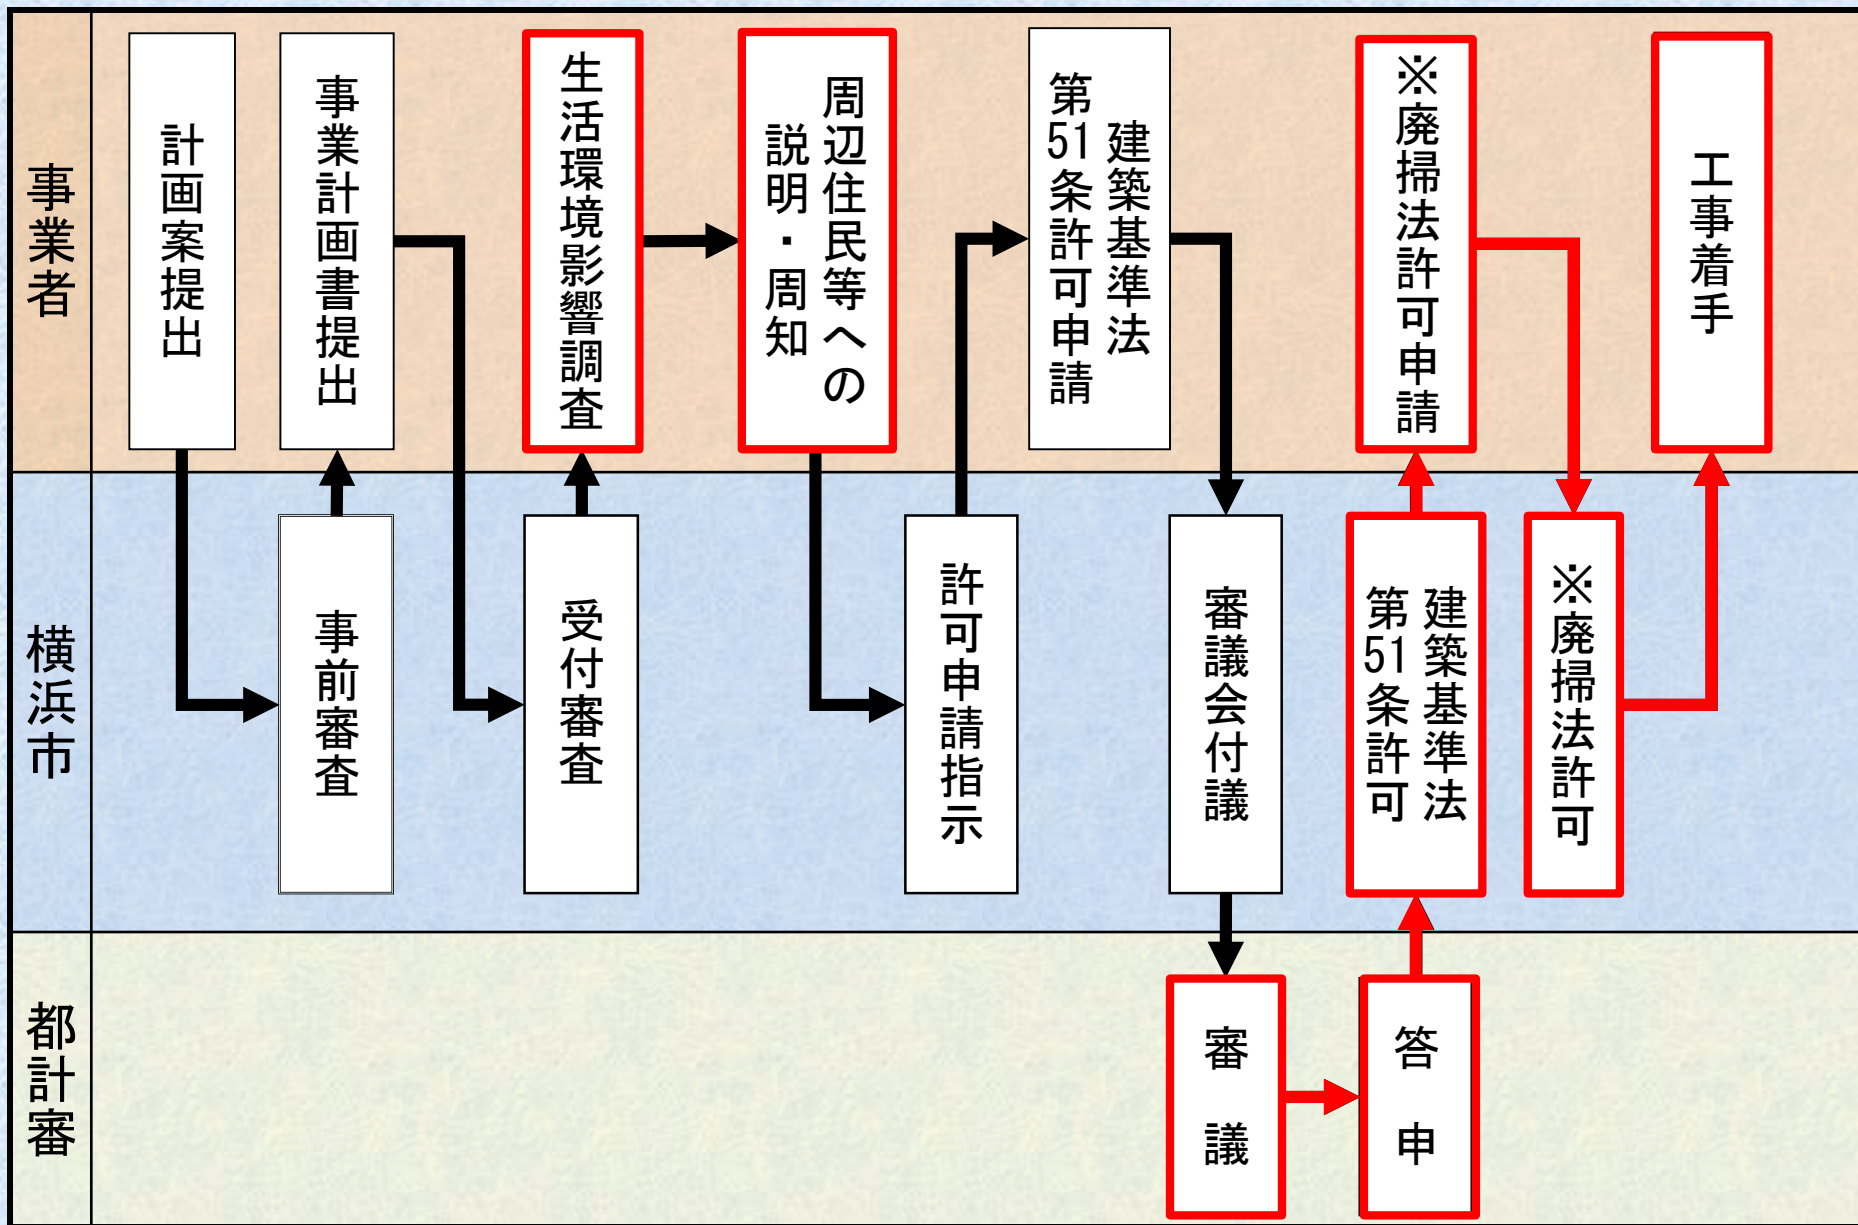 事業者
計画案提出
事業計画書提出
生活環境影響調査
周辺住民等への
説明・周知
建築基準法
第51条許可申請
※廃掃法許可申請
工事着手
横浜市
事前審査
受付審査
許可申請指示
審議会付議
建築基準法
第51条許可
※廃掃法許可
都計審
審議
答申